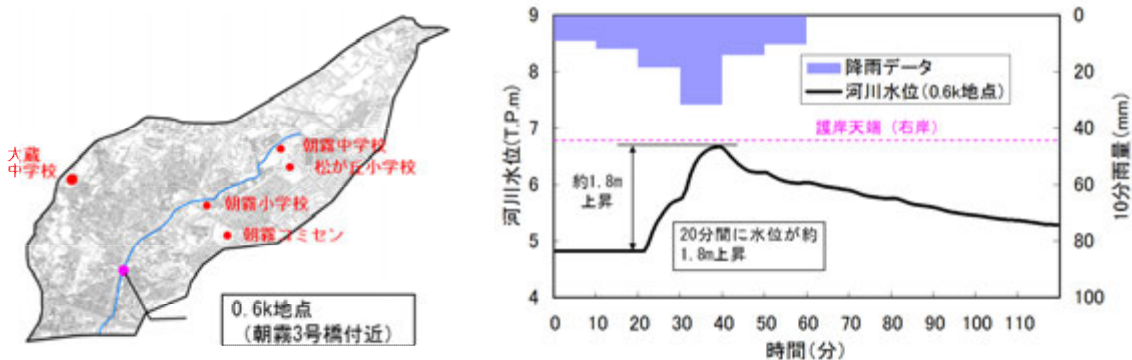 大蔵
中学校
朝霧中学校
松が丘小学校
朝霧小学校
朝霧コミセン
0.6k地点
(朝霧3号橋付近)
河川水位(T.P.m)
9
8
7
6
5
4
降雨データ
河川水位(0.6k地点)
護岸天端（右岸）
約1.8m
上昇
20分間に水位が約
1.8m上昇
0
20
40
60
80
100
10分雨量(mm)
0 10 20 30 40 50 60 70 80 90 100 110
時間(分)